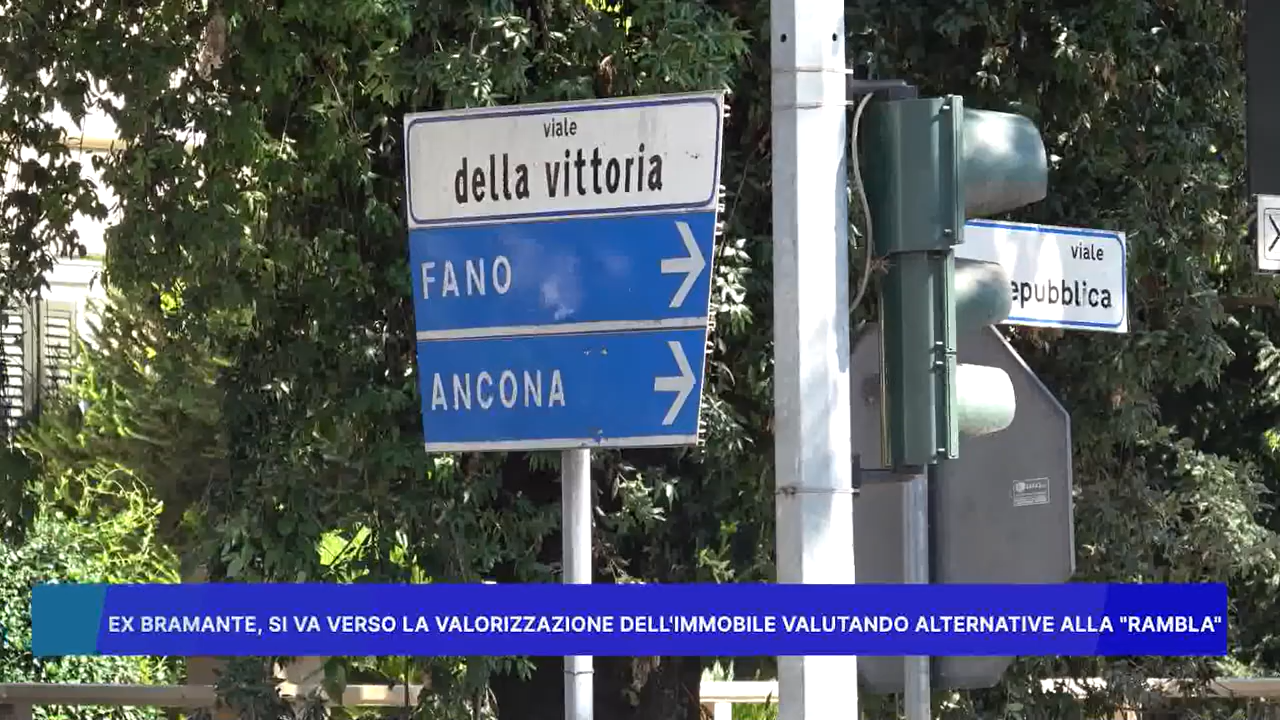 viale
della vittoria
FANO
ANCONA
viale
epubblica
EX BRAMANTE, SI VA VERSO LA VALORIZZAZIONE DELL'IMMOBILE VALUTANDO ALTERNATIVE ALLA "RAMBLA"